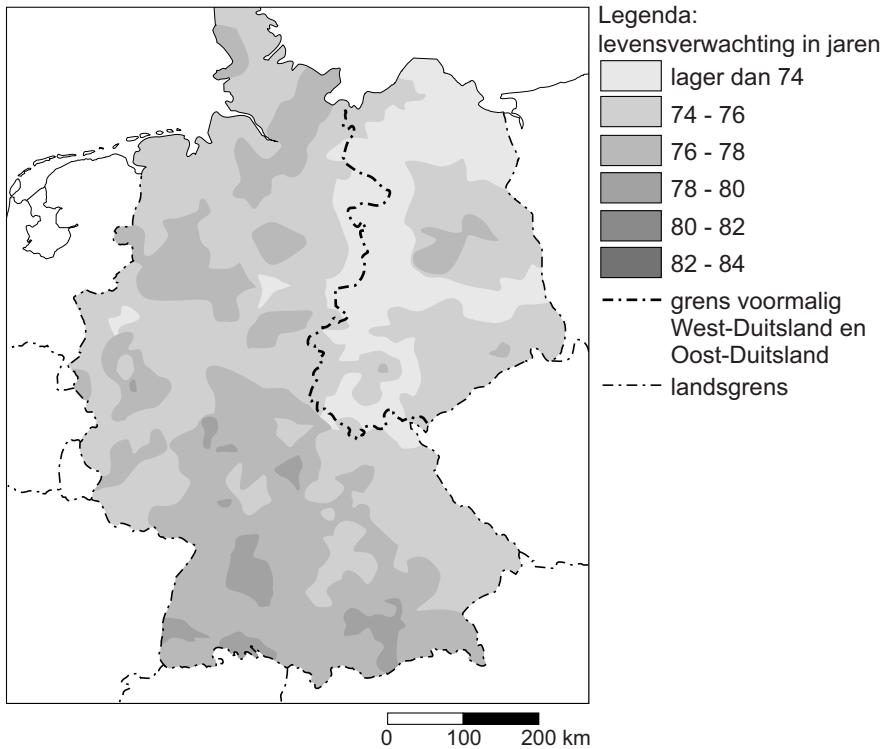 Legenda:
levensverwachting in jaren
lager dan 74
74 - 76
76 - 78
78 - 80
80 - 82
82 - 84
grens voormalig
West-Duitsland en
Oost-Duitsland
landsgrens
0 100 200 km